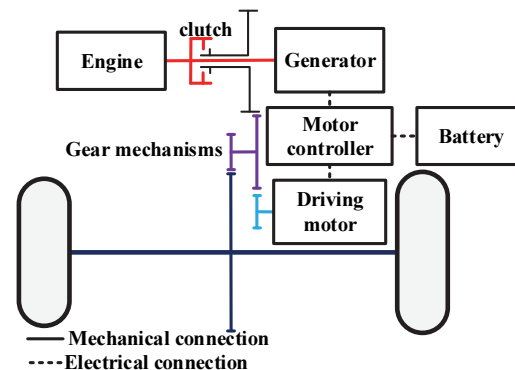 clutch
Engine
Generator
Motor
controller
Battery
Gear mechanisms
Driving
motor
Mechanical connection
Electrical connection